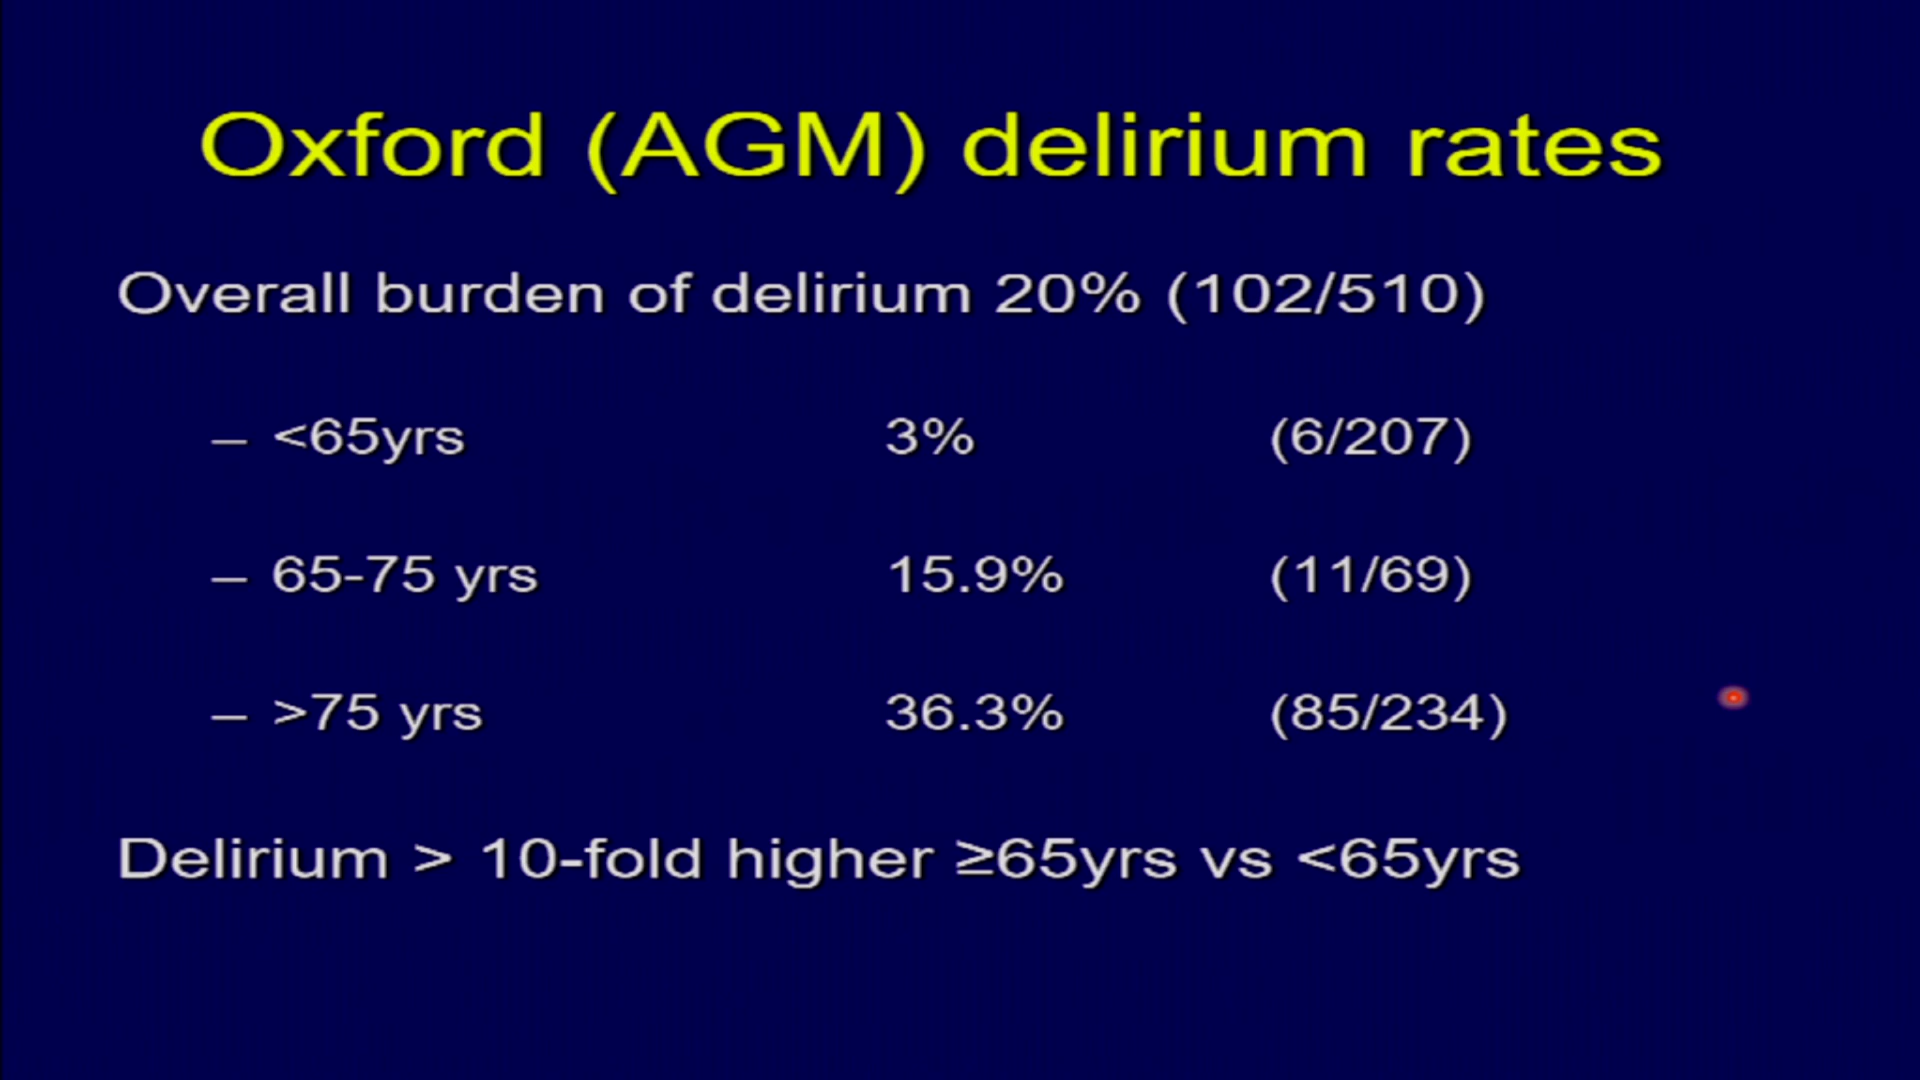 Oxford (AGM) delirium rates
Overall burden of delirium 20% (102/510)
– <65yrs 3% (6/207)
– 65-75 yrs 15.9% (11/69)
– >75 yrs 36.3% (85/234)
Delirium > 10-fold higher ≥65yrs vs <65yrs